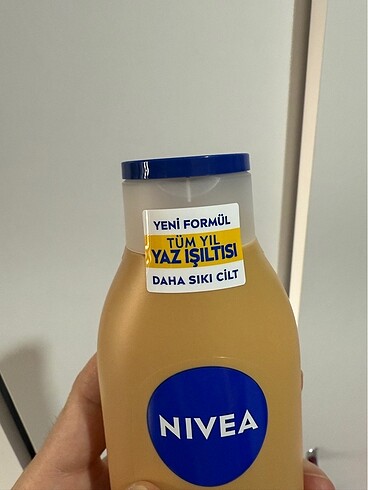 YENİ FORMÜL
TÜM YIL
YAZ IŞILTISI
DAHA SIKI CİLT
NIVEA